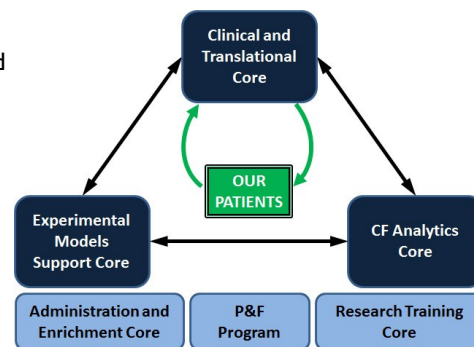 Clinical and
Translational
Core
d
OUR
PATIENTS
Experimental
Models
Support Core
CF Analytics
Core
Administration and
Enrichment Core
P&F
Program
Research Training
Core